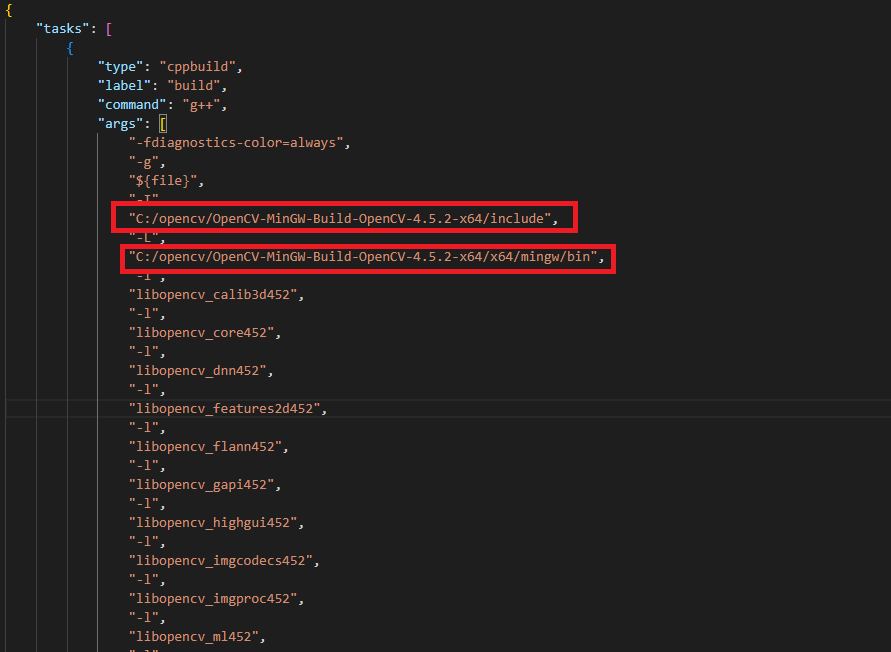 {
"tasks": [
{
"type": "cppbuild",
"label": "build",
"command": "g++",
"args": [
"-fdiagnostics-color=always",
"-g",
"${file}",
"-I"
"C:/opencv/OpenCV-MinGW-Build-OpenCV-4.5.2-x64/include",
"-L",
"C:/opencv/OpenCV-MinGW-Build-OpenCV-4.5.2-x64/x64/mingw/bin",
"-l",
"libopencv_calib3d452",
"-l",
"libopencv_core452",
"-l",
"libopencv_dnn452",
"-l",
"libopencv_features2d452",
"-l",
"libopencv_flann452",
"-l",
"libopencv_gapi452",
"-l",
"libopencv_highgui452",
"-l",
"libopencv_imgcodecs452",
"-l",
"libopencv_imgproc452",
"-l",
"libopencv_ml452",